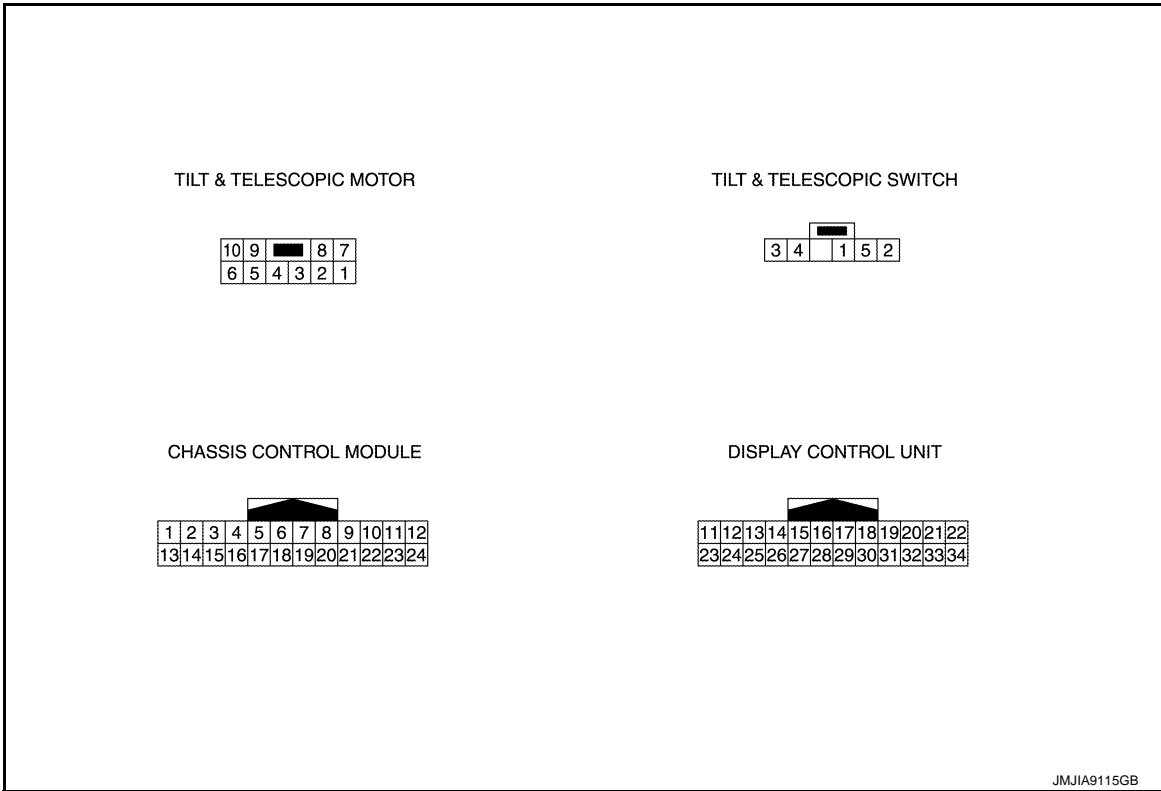 TILT & TELESCOPIC MOTOR
10 9 8 7
6 5 4 3 2 1
TILT & TELESCOPIC SWITCH
3 4 1 5 2
CHASSIS CONTROL MODULE
1 2 3 4 5 6 7 8 9 10 11 12
13 14 15 16 17 18 19 20 21 22 23 24
DISPLAY CONTROL UNIT
11 12 13 14 15 16 17 18 19 20 21 22
23 24 25 26 27 28 29 30 31 32 33 34
JMJIA9115GB